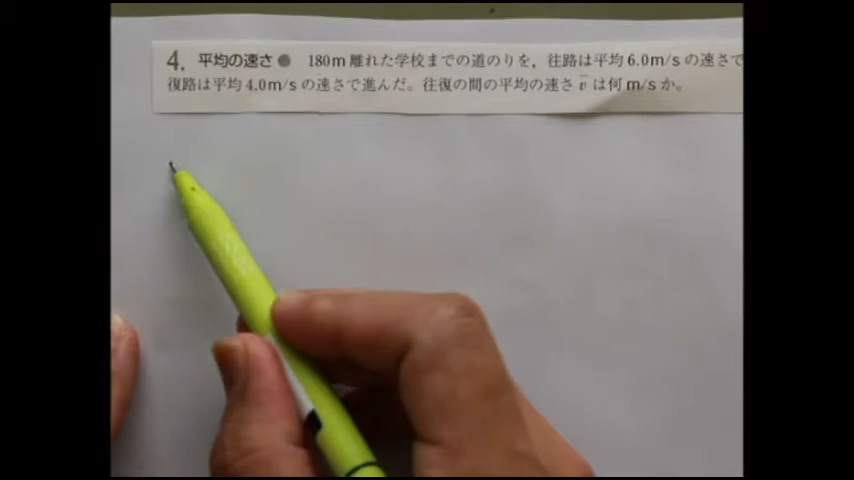 4. 平均の速さ ● 180m 離れた学校までの道のりを,往路は平均 6.0m/s の速さで
復路は平均 4.0m/s の速さで進んだ。往復の間の平均の速さ v̅ は何 m/s か。